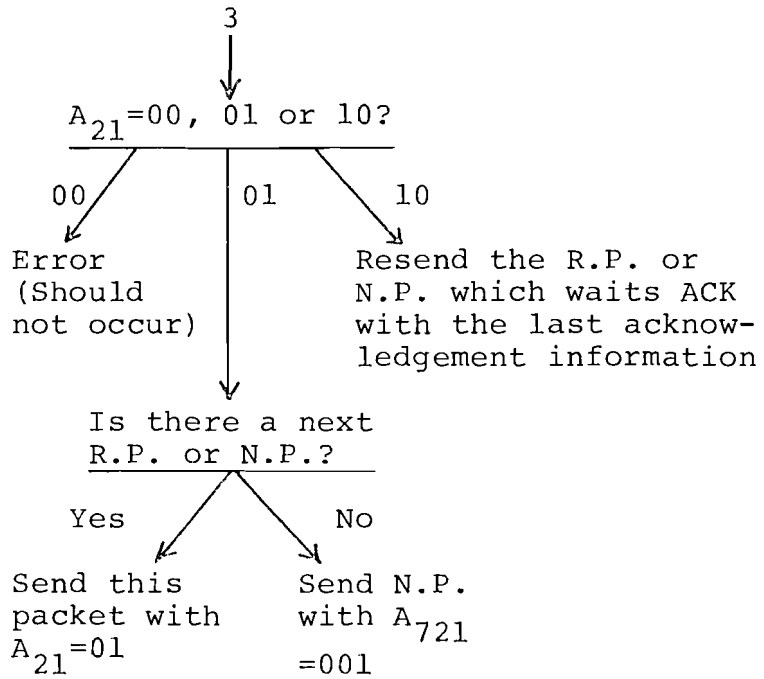 3
A21=00, 01 or 10?
00
01
10
Error
(Should
not occur)
Resend the R.P. or
N.P. which waits ACK
with the last acknow-
ledgement information
Is there a next
R.P. or N.P.?
Yes
No
Send this
packet with
A21=01
Send N.P.
with A721
=001